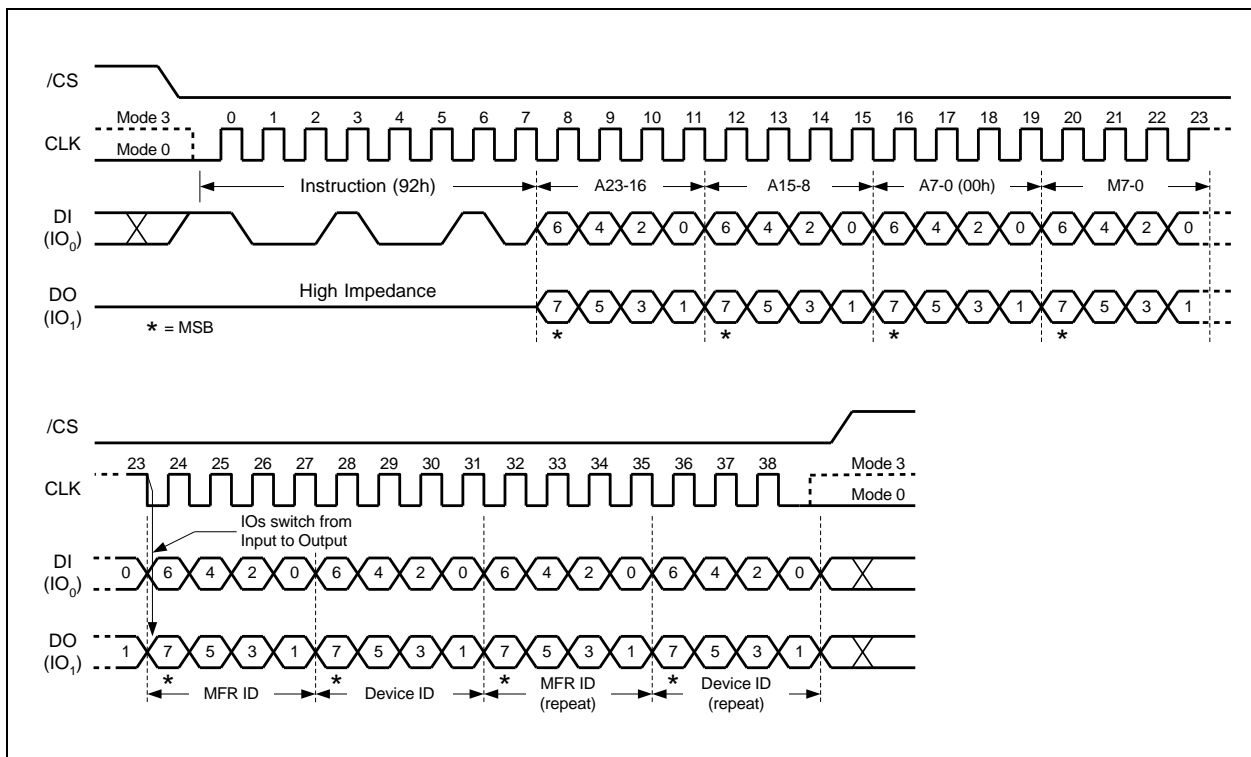 /CS
Mode 3 0 1 2 3 4 5 6 7 8 9 10 11 12 13 14 15 16 17 18 19 20 21 22 23
CLK
Mode 0
Instruction (92h) A23-16 A15-8 A7-0 (00h) M7-0
DI
(IO0)
6 4 2 0 6 4 2 0 6 4 2 0 6 4 2 0
High Impedance
DO
(IO1)
7 5 3 1 7 5 3 1 7 5 3 1 7 5 3 1
* = MSB
* * * *
/CS
23 24 25 26 27 28 29 30 31 32 33 34 35 36 37 38 Mode 3
CLK
Mode 0
IOs switch from
Input to Output
DI
(IO0)
0 6 4 2 0 6 4 2 0 6 4 2 0 6 4 2 0
DO
(IO1)
1 7 5 3 1 7 5 3 1 7 5 3 1 7 5 3 1
* * * *
MFR ID Device ID MFR ID
(repeat)
Device ID
(repeat)